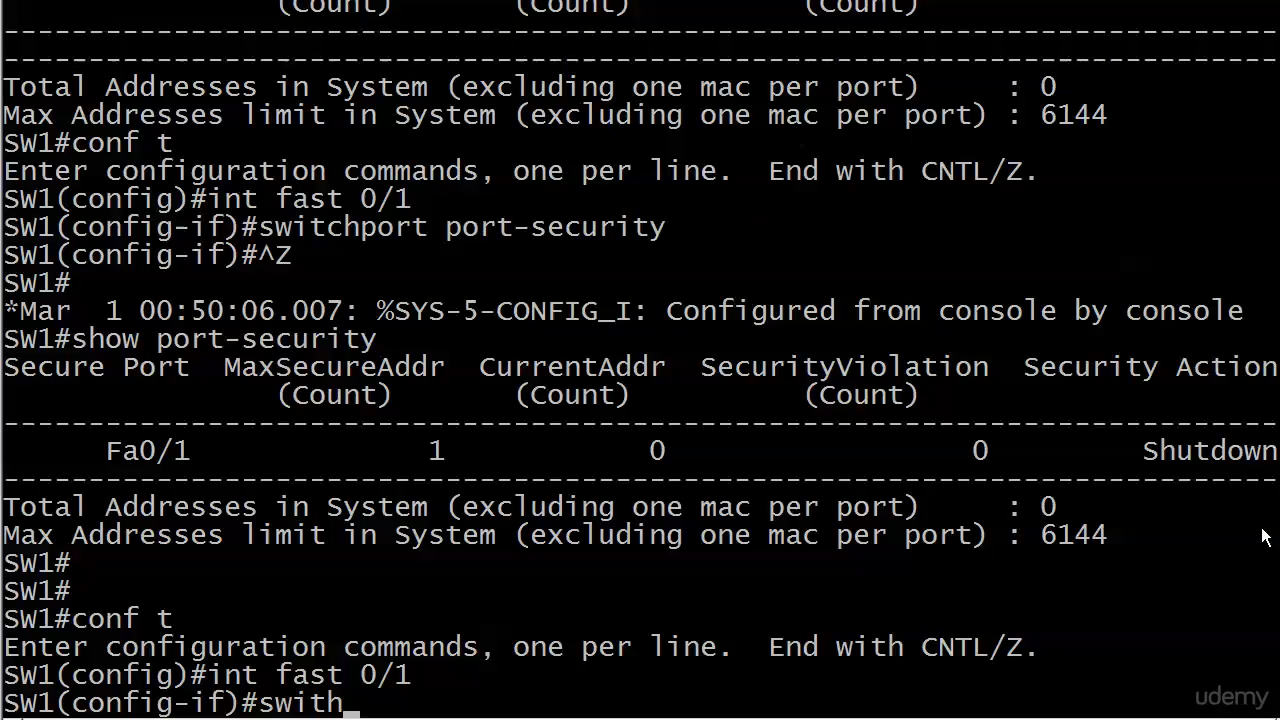 (Count) (Count) (Count)
---------------------------------------------------------------------------
---------------------------------------------------------------------------
Total Addresses in System (excluding one mac per port) : 0
Max Addresses limit in System (excluding one mac per port) : 6144
SW1#conf t
Enter configuration commands, one per line. End with CNTL/Z.
SW1(config)#int fast 0/1
SW1(config-if)#switchport port-security
SW1(config-if)#^Z
SW1#
*Mar 1 00:50:06.007: %SYS-5-CONFIG_I: Configured from console by console
SW1#show port-security
Secure Port MaxSecureAddr CurrentAddr SecurityViolation Security Action
(Count) (Count) (Count)
---------------------------------------------------------------------------
Fa0/1 1 0 0 Shutdown
---------------------------------------------------------------------------
Total Addresses in System (excluding one mac per port) : 0
Max Addresses limit in System (excluding one mac per port) : 6144
SW1#
SW1#
SW1#conf t
Enter configuration commands, one per line. End with CNTL/Z.
SW1(config)#int fast 0/1
SW1(config-if)#swith_
udemy